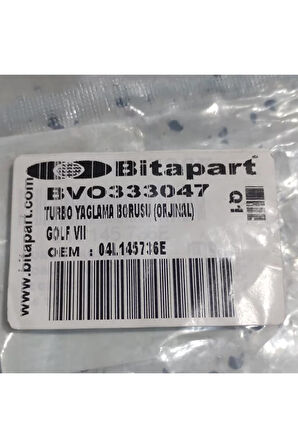 Bitapart
BVO333047
TURBO YAGLAMA BORUSU (ORJINAL)
GOLF VII
OEM : 04L145736E
www.bitapart.com